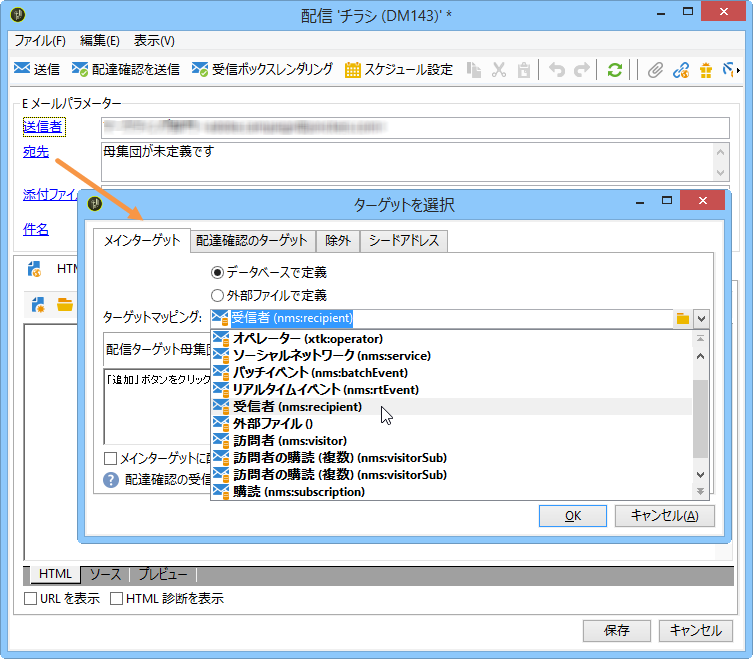 配信 'チラシ (DM143)' *
ファイル(F) 編集(E) 表示(V)
送信 配達確認を送信 受信ボックスレンダリング スケジュール設定
E メールパラメーター
送信者
宛先 母集団が未定義です
添付ファイル
件名
HTM
ターゲットを選択
メインターゲット 配達確認のターゲット 除外 シードアドレス
データベースで定義
外部ファイルで定義
ターゲットマッピング: 受信者 (nms:recipient)
配信ターゲット母集団
「追加」ボタンをクリック
オペレーター (xtk:operator)
ソーシャルネットワーク (nms:service)
バッチイベント (nms:batchEvent)
リアルタイムイベント (nms:rtEvent)
受信者 (nms:recipient)
外部ファイル ()
訪問者 (nms:visitor)
訪問者の購読 (複数) (nms:visitorSub)
訪問者の購読 (複数) (nms:visitorSub)
購読 (nms:subscription)
メインターゲットに配
配達確認の受信
OK キャンセル(A)
HTML ソース プレビュー
URL を表示 HTML 診断を表示
保存 キャンセル